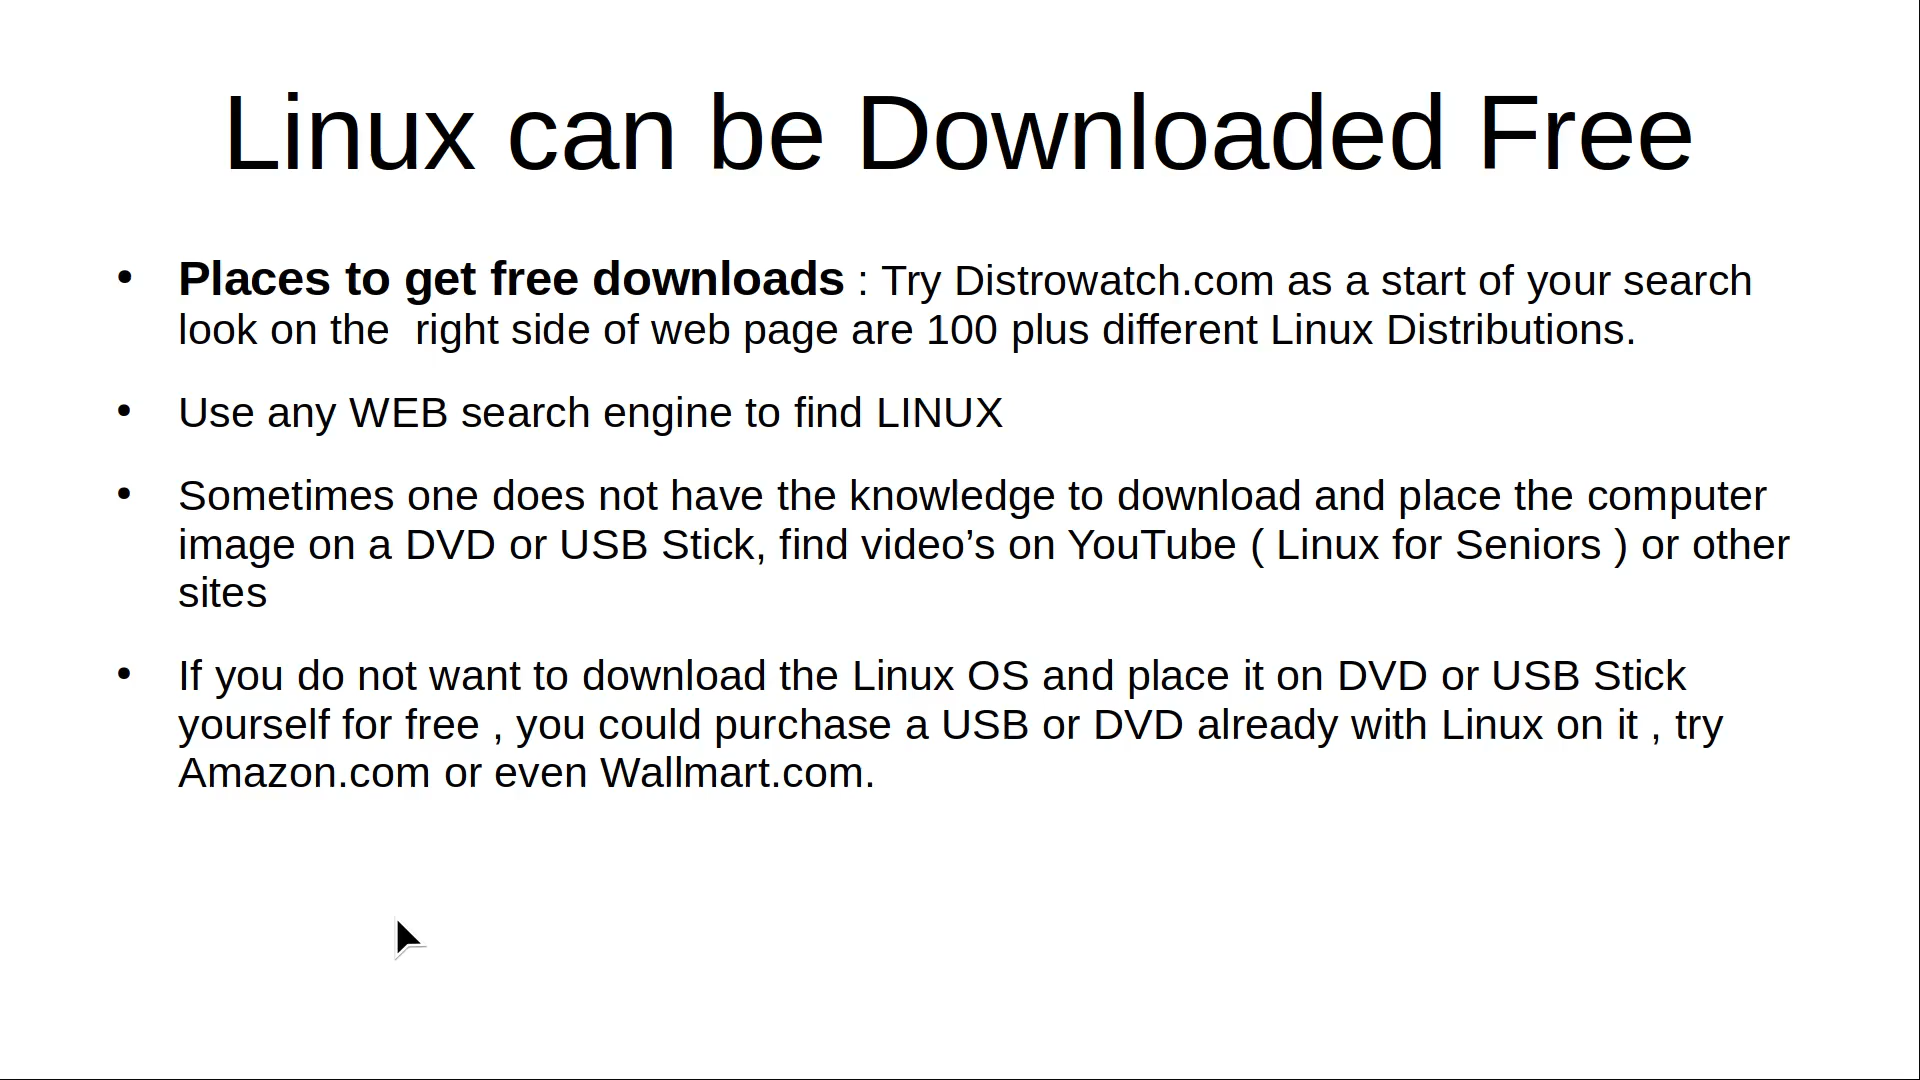 Linux can be Downloaded Free
• Places to get free downloads : Try Distrowatch.com as a start of your search
look on the  right side of web page are 100 plus different Linux Distributions.
• Use any WEB search engine to find LINUX
• Sometimes one does not have the knowledge to download and place the computer
image on a DVD or USB Stick, find video’s on YouTube ( Linux for Seniors ) or other
sites
• If you do not want to download the Linux OS and place it on DVD or USB Stick
yourself for free , you could purchase a USB or DVD already with Linux on it , try
Amazon.com or even Wallmart.com.